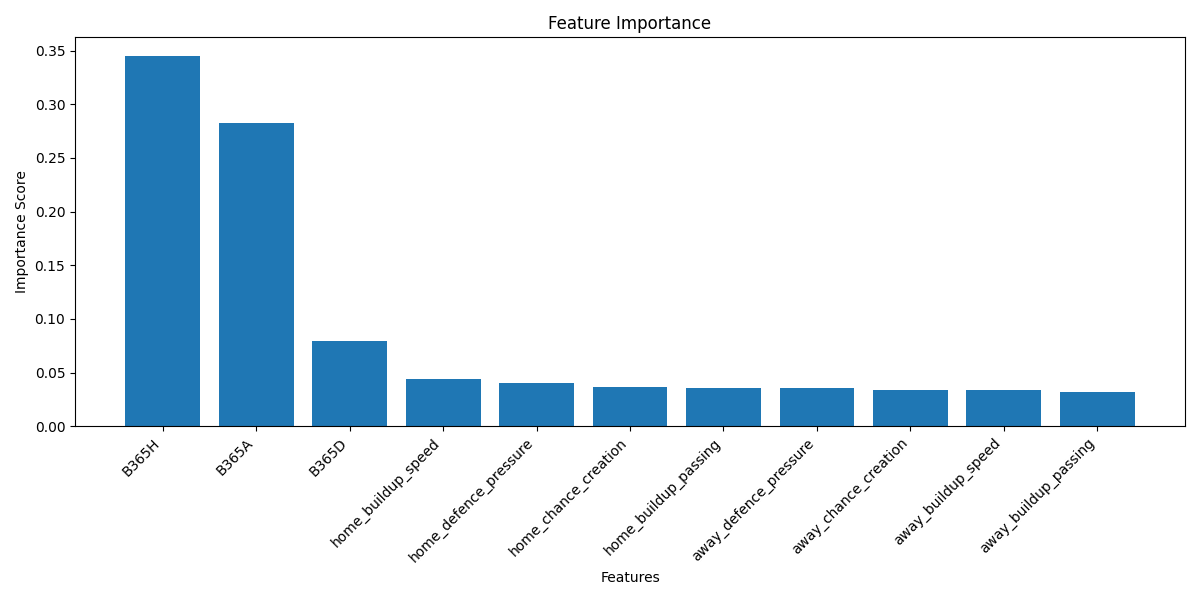 Feature Importance
Importance Score
0.35
0.30
0.25
0.20
0.15
0.10
0.05
0.00
B365H
B365A
B365D
home_buildup_speed
home_defence_pressure
home_chance_creation
home_buildup_passing
away_defence_pressure
away_chance_creation
away_buildup_speed
away_buildup_passing
Features